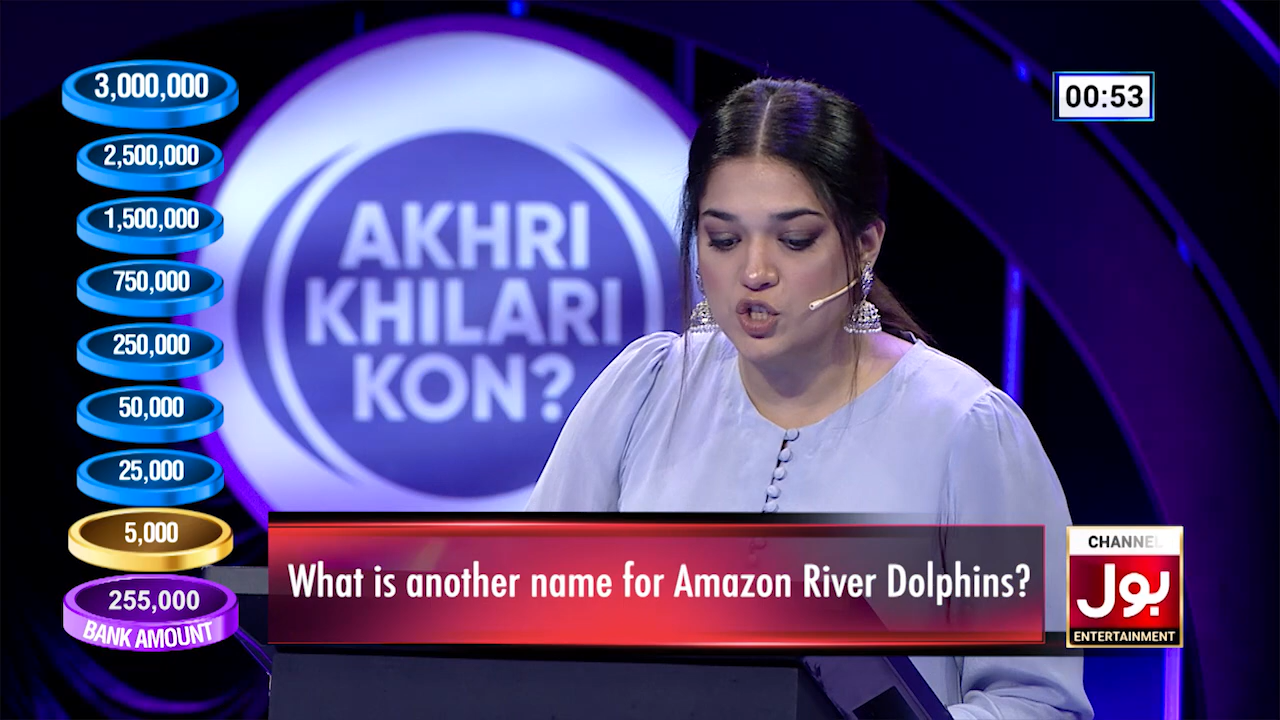 3,000,000
2,500,000
1,500,000
750,000
250,000
50,000
25,000
5,000
255,000
BANK AMOUNT
AKHRI
KHILARI
KON?
00:53
What is another name for Amazon River Dolphins?
CHANNEL
بول
ENTERTAINMENT